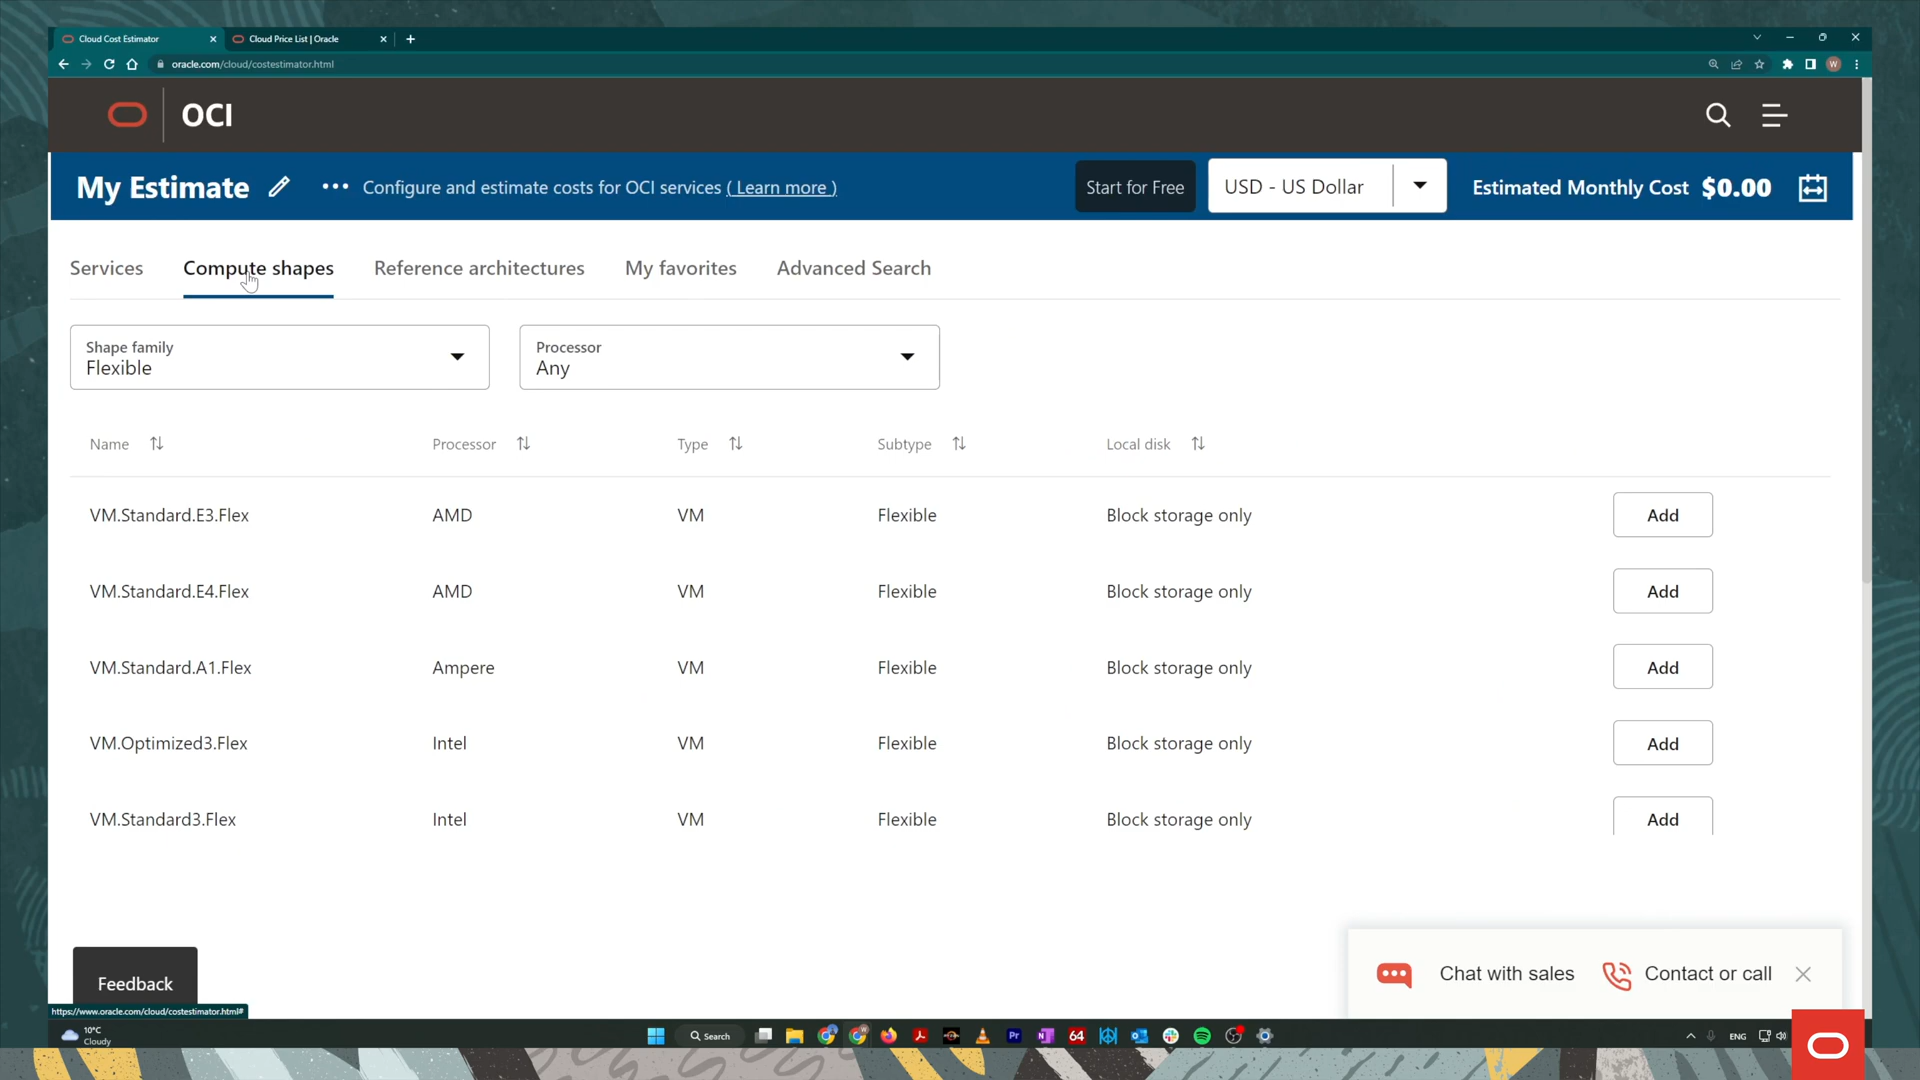 Cloud Cost Estimator
Cloud Price List | Oracle
oracle.com/cloud/costestimator.html
W
OCI
My Estimate
Configure and estimate costs for OCI services ( Learn more )
Start for Free
USD - US Dollar
Estimated Monthly Cost $0.00
Services
Compute shapes
Reference architectures
My favorites
Advanced Search
Shape family
Flexible
Processor
Any
Name
Processor
Type
Subtype
Local disk
VM.Standard.E3.Flex
AMD
VM
Flexible
Block storage only
Add
VM.Standard.E4.Flex
AMD
VM
Flexible
Block storage only
Add
VM.Standard.A1.Flex
Ampere
VM
Flexible
Block storage only
Add
VM.Optimized3.Flex
Intel
VM
Flexible
Block storage only
Add
VM.Standard3.Flex
Intel
VM
Flexible
Block storage only
Add
Feedback
Chat with sales
Contact or call
https://www.oracle.com/cloud/costestimator.html#
10°C
Cloudy
Search
Pr
64
ENG